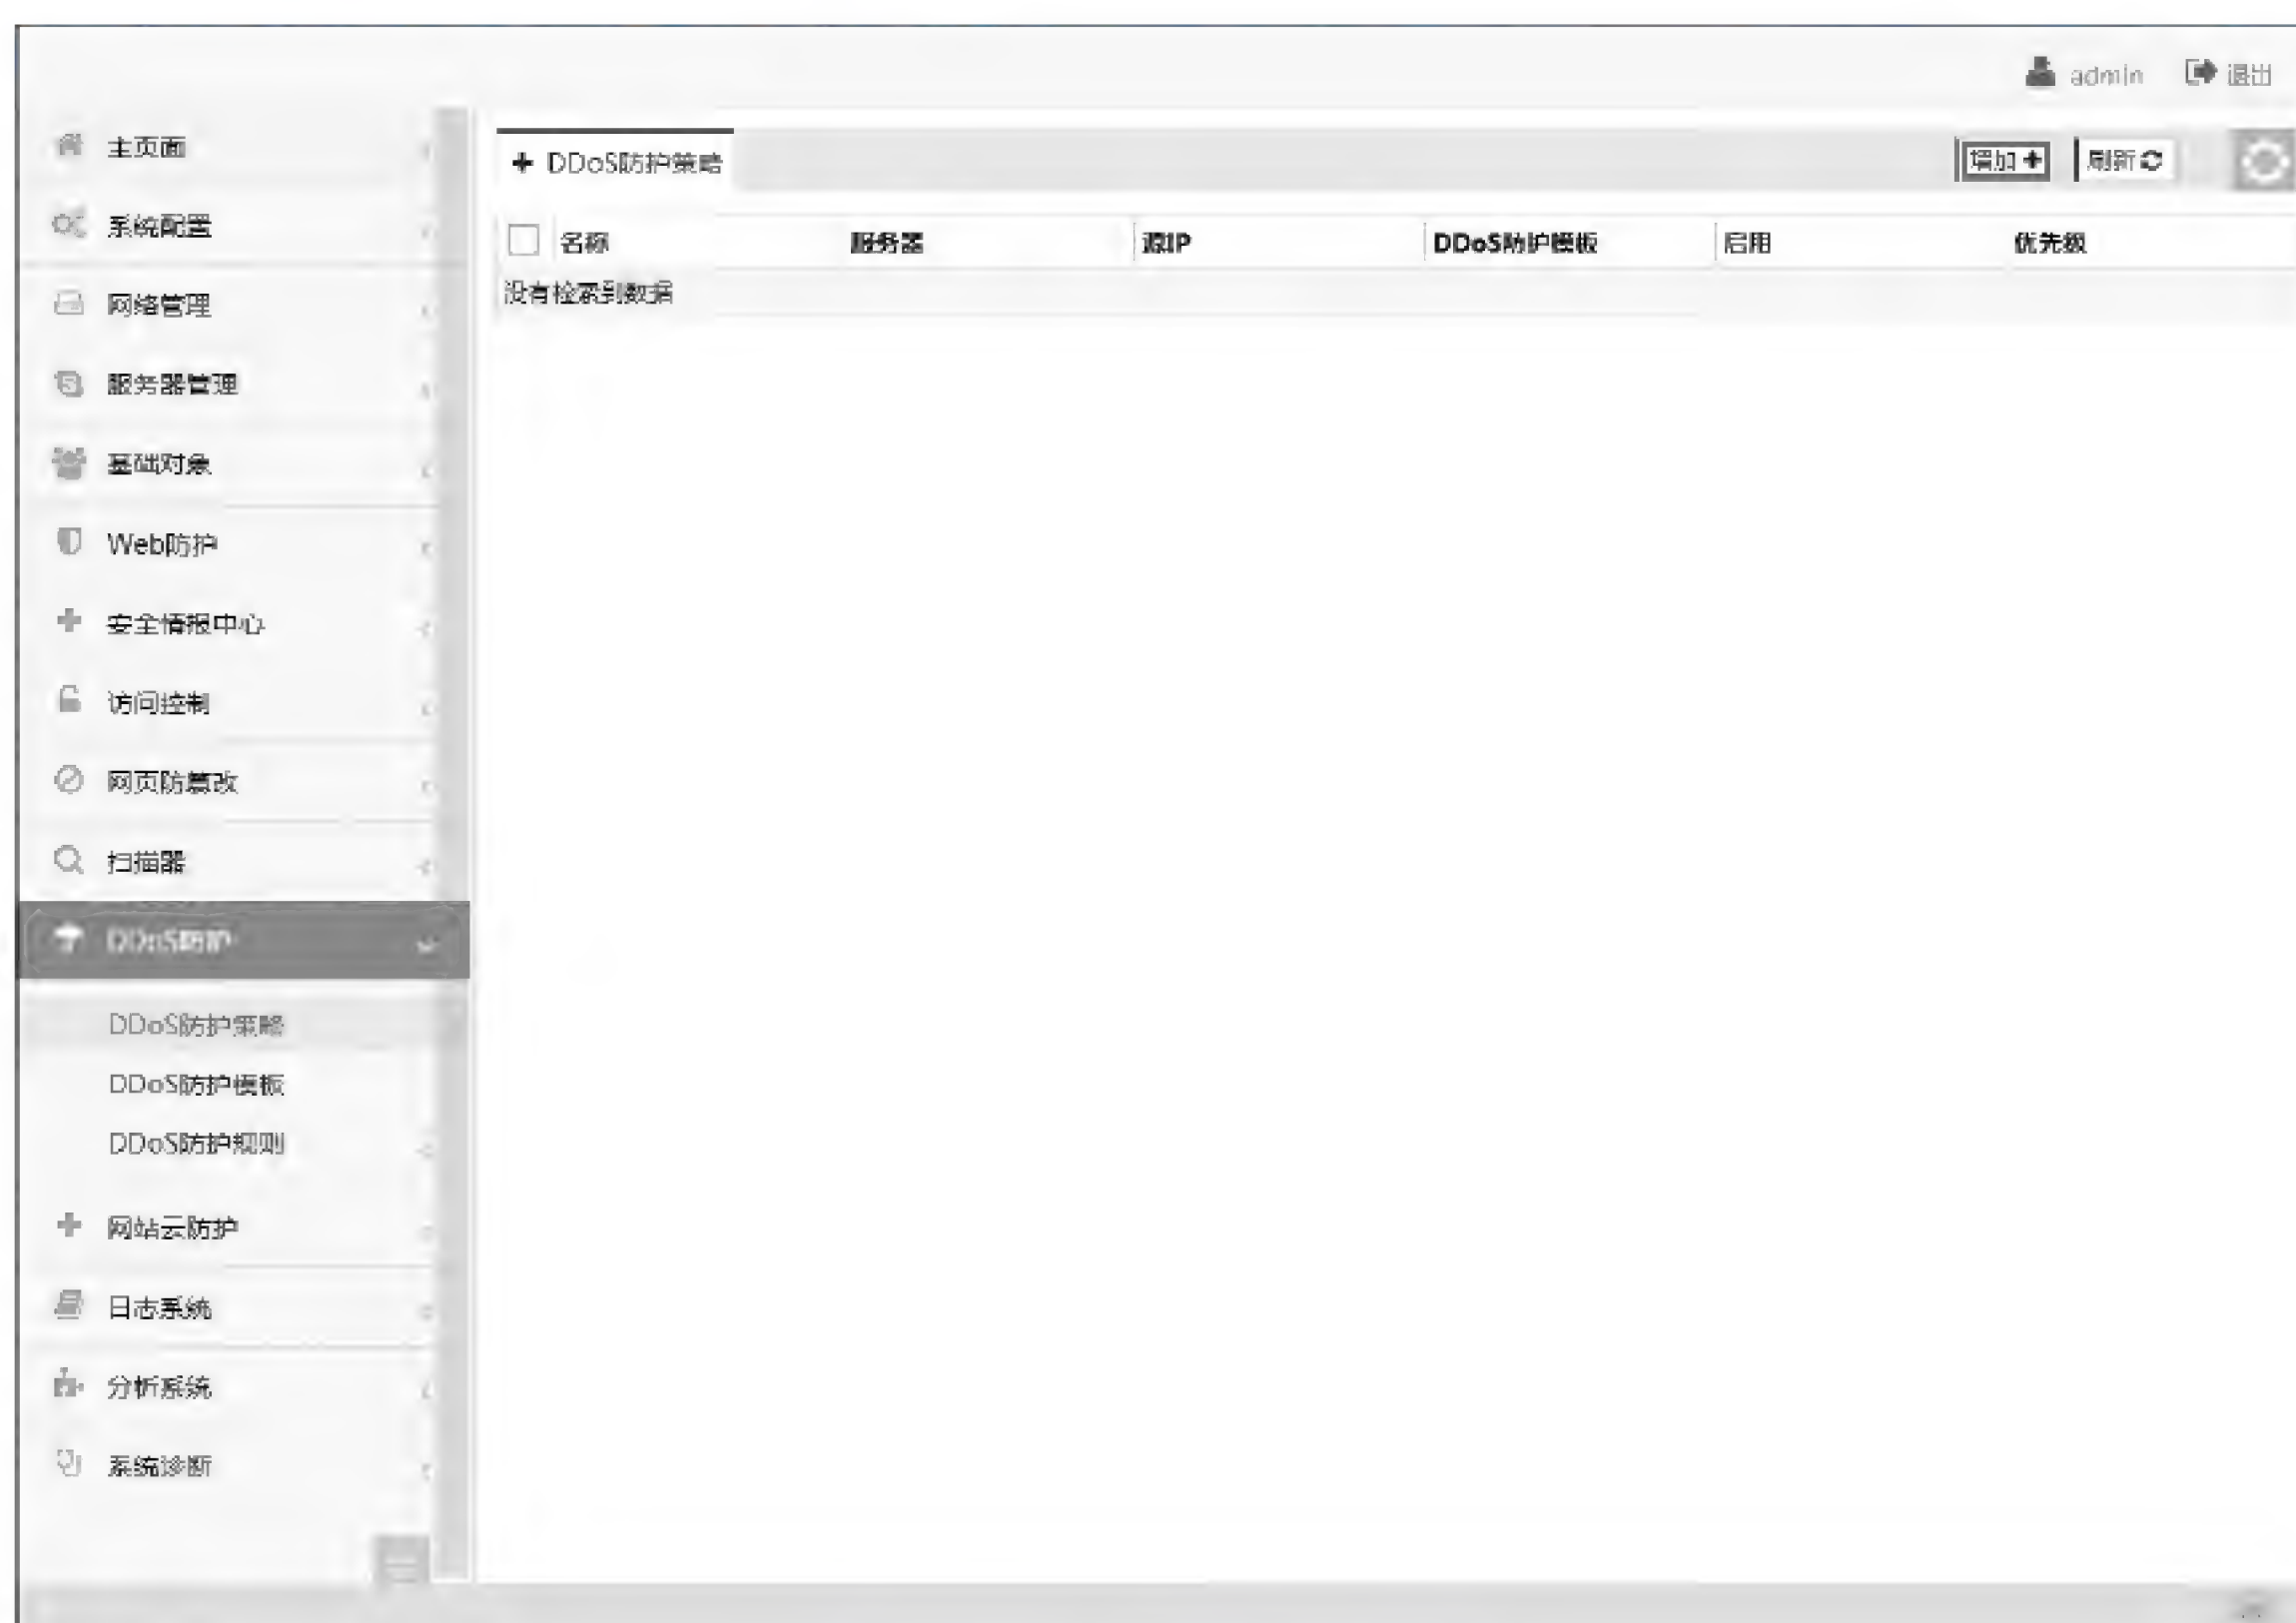 admin 退出
主页面
系统配置
网络管理
服务器管理
基础对象
Web防护
安全情报中心
访问控制
网页防篡改
扫描器
DDoS防护
DDoS防护策略
DDoS防护模板
DDoS防护规则
网站云防护
日志系统
分析系统
系统诊断
DDoS防护策略
增加 刷新
名称 服务器 源IP DDoS防护模板 启用 优先级
没有检索到数据